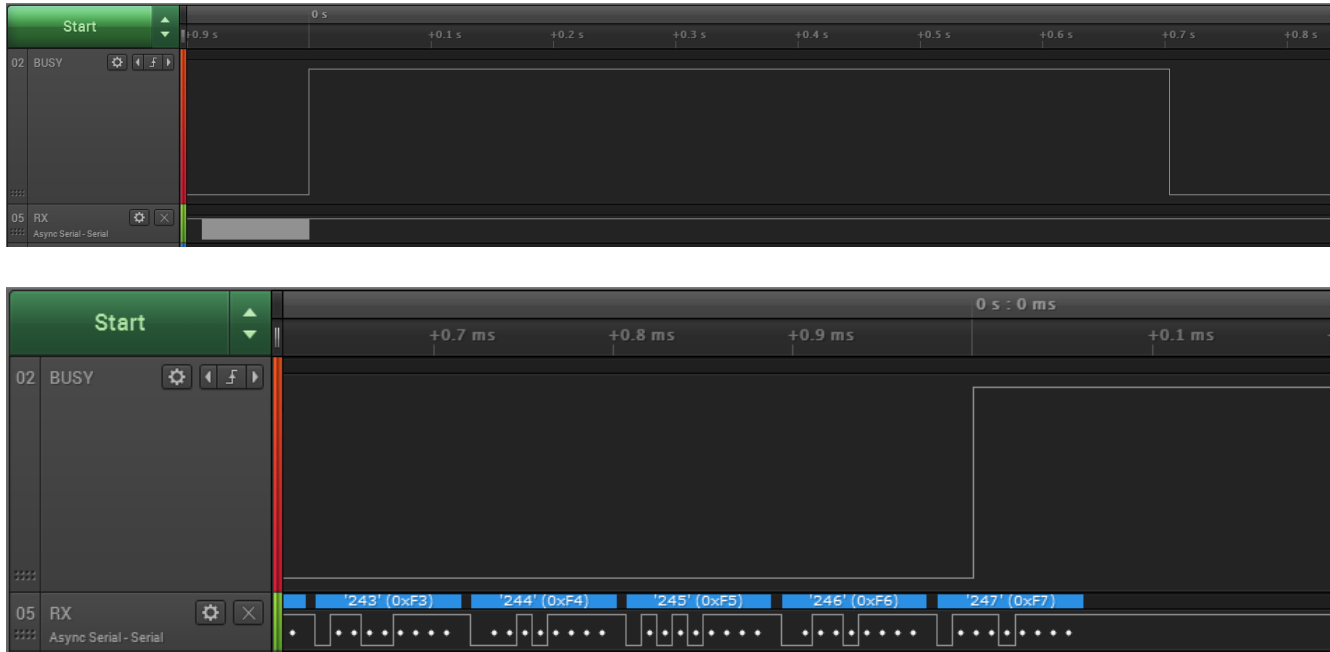 0 s
Start
+0.9 s +0.1 s +0.2 s +0.3 s +0.4 s +0.5 s +0.6 s +0.7 s +0.8 s
02 BUSY
05 RX
Async Serial - Serial
0 s : 0 ms
Start
+0.7 ms +0.8 ms +0.9 ms +0.1 ms
02 BUSY
'243' (0xF3) '244' (0xF4) '245' (0xF5) '246' (0xF6) '247' (0xF7)
05 RX
Async Serial - Serial